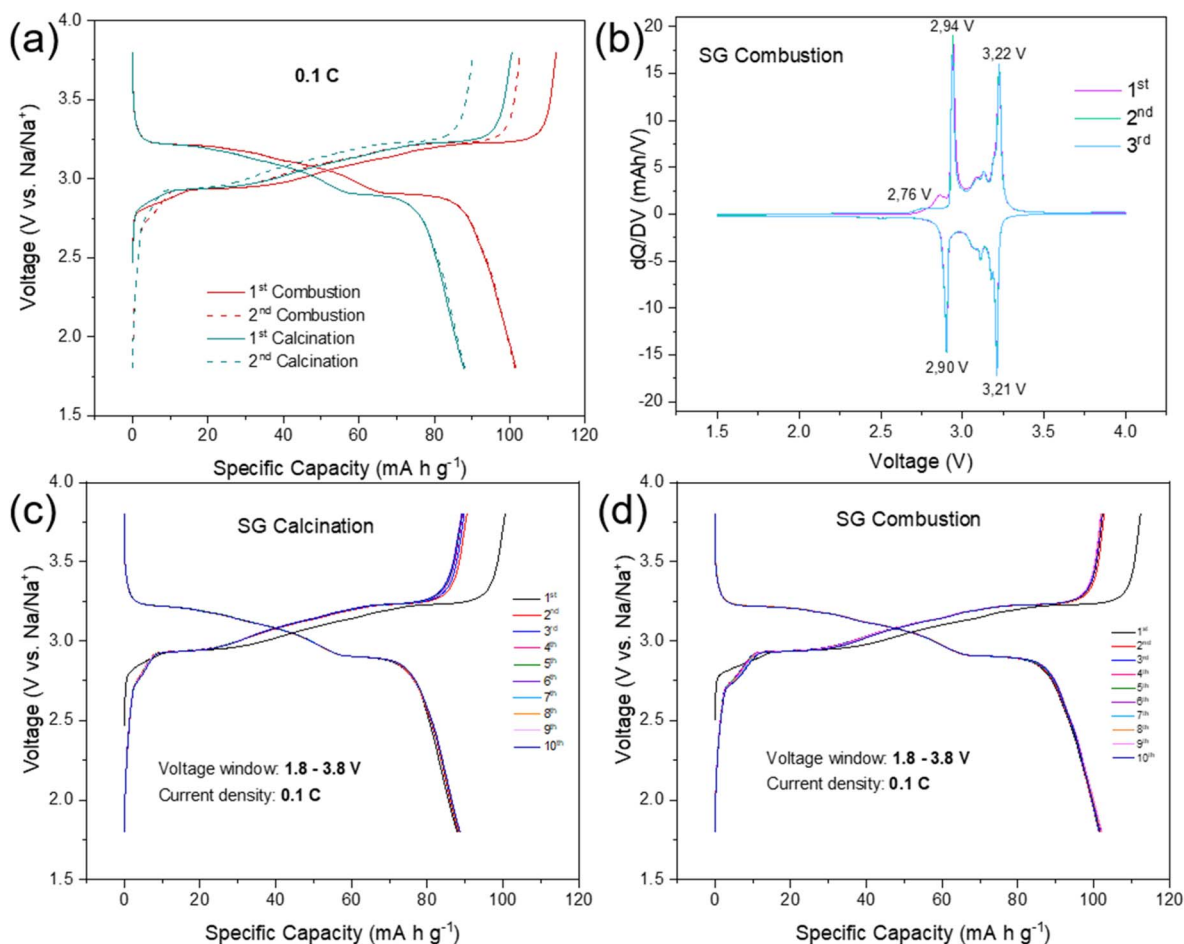 (a)
0.1 C
1st Combustion
2nd Combustion
1st Calcination
2nd Calcination
4.0
3.5
3.0
2.5
2.0
1.5
0 20 40 60 80 100 120
Voltage (V vs. Na/Na+)
Specific Capacity (mA h g-1)
(b)
SG Combustion
2,94 V
3,22 V
2,76 V
2,90 V
3,21 V
1st
2nd
3rd
20
15
10
5
0
-5
-10
-15
-20
1.5 2.0 2.5 3.0 3.5 4.0
dQ/DV (mAh/V)
Voltage (V)
(c)
SG Calcination
1st
2nd
3rd
4th
5th
6th
7th
8th
9th
10th
Voltage window: 1.8 - 3.8 V
Current density: 0.1 C
4.0
3.5
3.0
2.5
2.0
1.5
0 20 40 60 80 100 120
Voltage (V vs. Na/Na+)
Specific Capacity (mA h g-1)
(d)
SG Combustion
1st
2nd
3rd
4th
5th
6th
7th
8th
9th
10th
Voltage window: 1.8 - 3.8 V
Current density: 0.1 C
4.0
3.5
3.0
2.5
2.0
1.5
0 20 40 60 80 100 120
Voltage (V vs. Na/Na+)
Specific Capacity (mA h g-1)